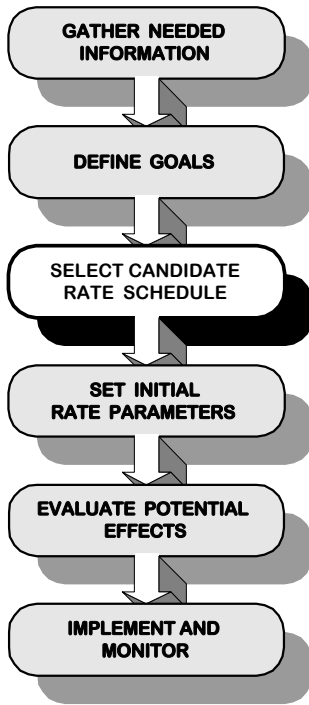 GATHER NEEDED
INFORMATION
DEFINE GOALS
SELECT CANDIDATE
RATE SCHEDULE
SET INITIAL
RATE PARAMETERS
EVALUATE POTENTIAL
EFFECTS
IMPLEMENT AND
MONITOR